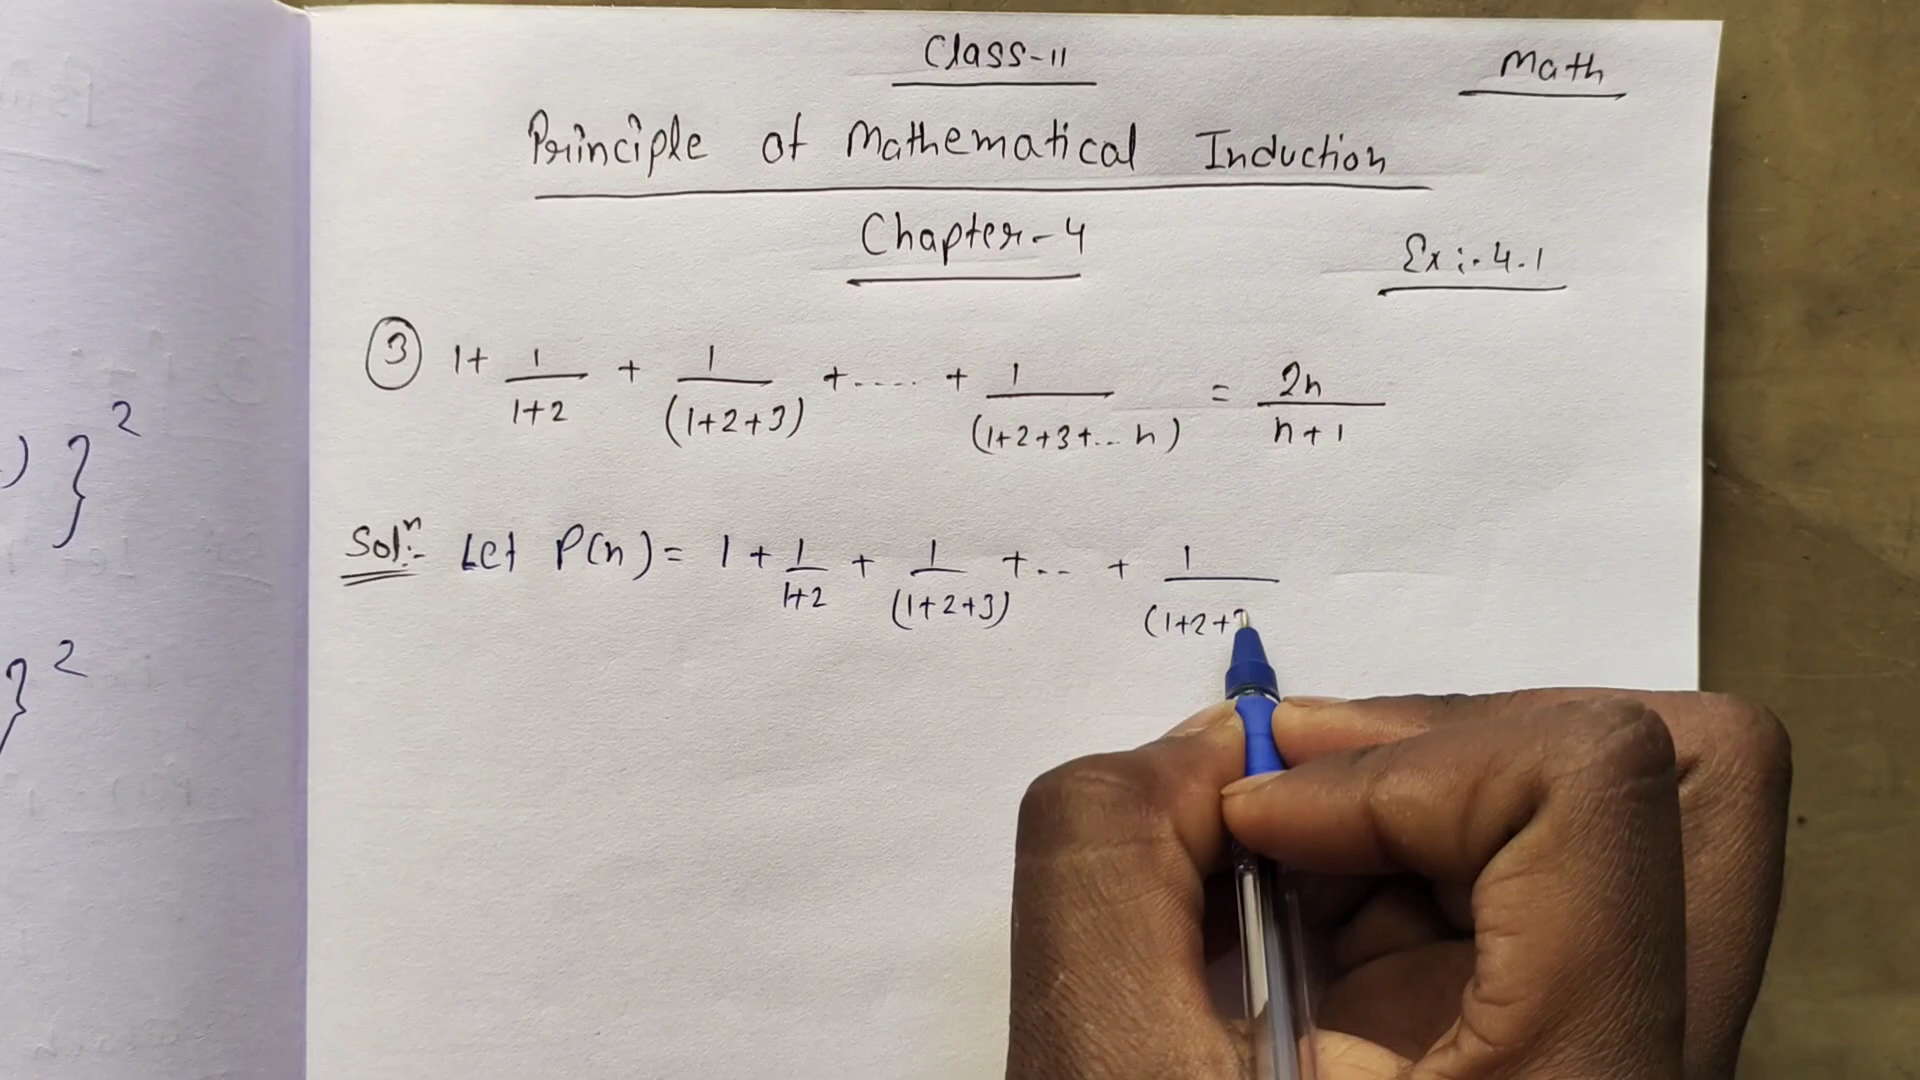 Class-11
Math
Principle of Mathematical Induction
Chapter-4
Ex:-4.1
③ 1+ 1/(1+2) + 1/(1+2+3) +..... + 1/(1+2+3+...n) = 2n/(n+1)
Solⁿ:- Let P(n)= 1 + 1/(1+2) + 1/(1+2+3) +... + 1/(1+2+
) } ²
} ²